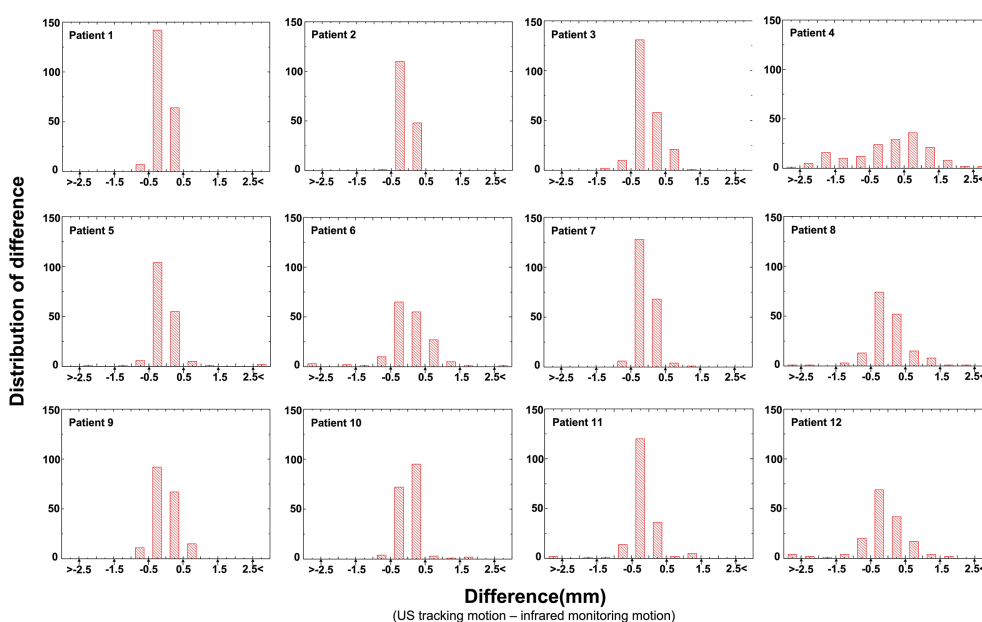 Distribution of difference
Patient 1
150
100
50
0
>-2.5 -1.5 -0.5 0.5 1.5 2.5<
Patient 2
150
100
50
0
>-2.5 -1.5 -0.5 0.5 1.5 2.5<
Patient 3
150
100
50
0
>-2.5 -1.5 -0.5 0.5 1.5 2.5<
Patient 4
150
100
50
0
>-2.5 -1.5 -0.5 0.5 1.5 2.5<
Patient 5
150
100
50
0
>-2.5 -1.5 -0.5 0.5 1.5 2.5<
Patient 6
150
100
50
0
>-2.5 -1.5 -0.5 0.5 1.5 2.5<
Patient 7
150
100
50
0
>-2.5 -1.5 -0.5 0.5 1.5 2.5<
Patient 8
150
100
50
0
>-2.5 -1.5 -0.5 0.5 1.5 2.5<
Patient 9
150
100
50
0
>-2.5 -1.5 -0.5 0.5 1.5 2.5<
Patient 10
150
100
50
0
>-2.5 -1.5 -0.5 0.5 1.5 2.5<
Patient 11
150
100
50
0
>-2.5 -1.5 -0.5 0.5 1.5 2.5<
Patient 12
150
100
50
0
>-2.5 -1.5 -0.5 0.5 1.5 2.5<
Difference(mm)
(US tracking motion – infrared monitoring motion)